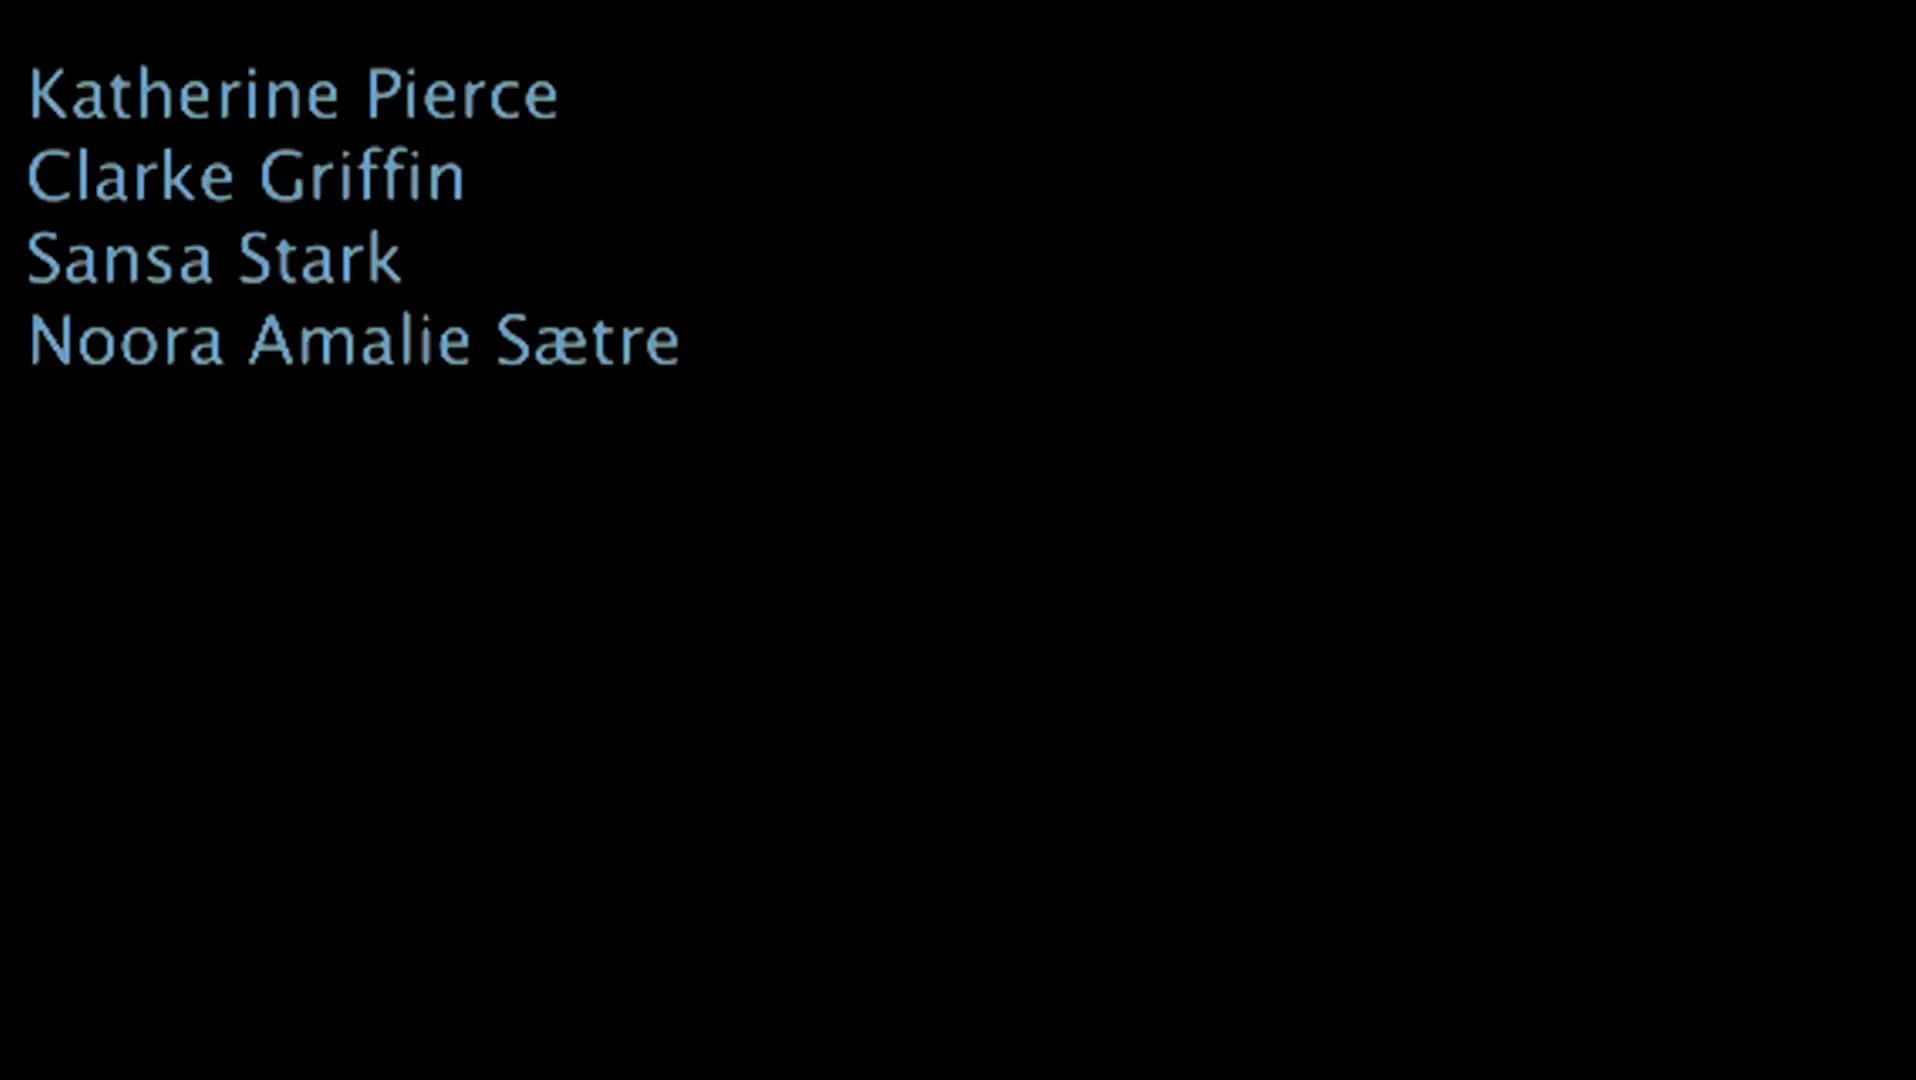 Katherine Pierce
Clarke Griffin
Sansa Stark
Noora Amalie Sætre